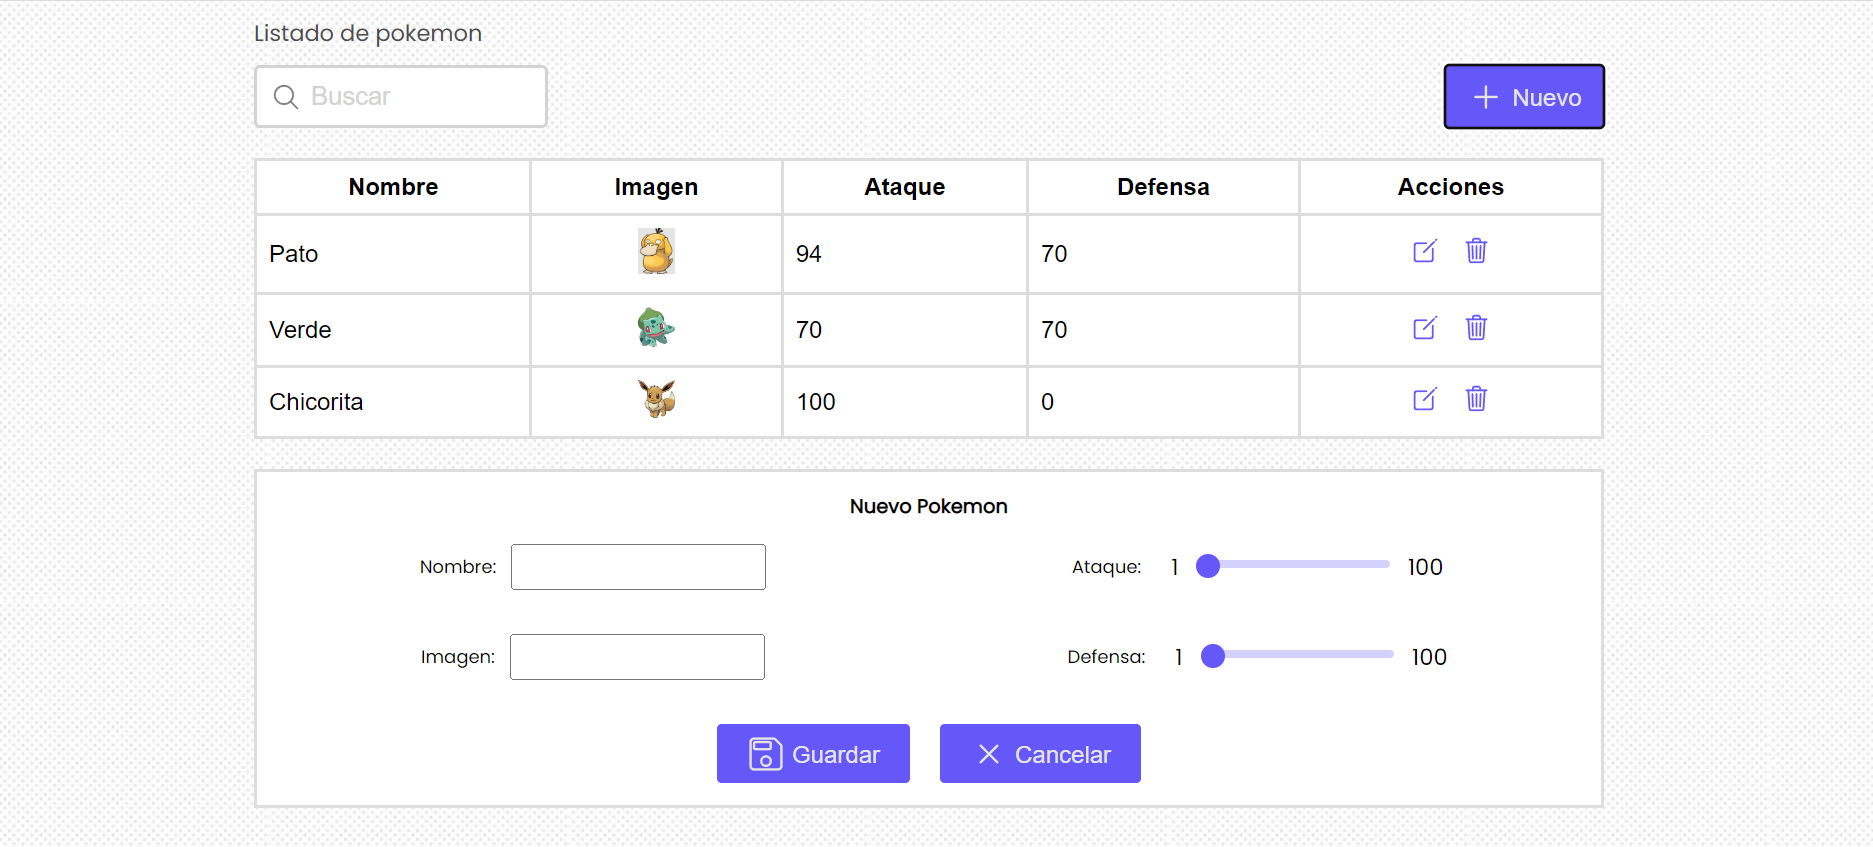 Listado de pokemon
Buscar
Nuevo
Nombre Imagen Ataque Defensa Acciones
Pato 94 70
Verde 70 70
Chicorita 100 0
Nuevo Pokemon
Nombre: Ataque: 1 100
Imagen: Defensa: 1 100
Guardar Cancelar